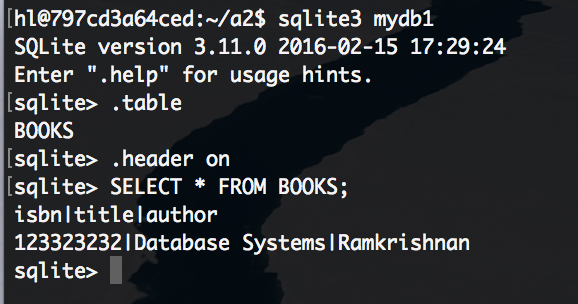 [hl@797cd3a64ced:~/a2$ sqlite3 mydb1
SQLite version 3.11.0 2016-02-15 17:29:24
Enter ".help" for usage hints.
[sqlite> .table
BOOKS
[sqlite> .header on
[sqlite> SELECT * FROM BOOKS;
isbn|title|author
123323232|Database Systems|Ramkrishnan
sqlite>